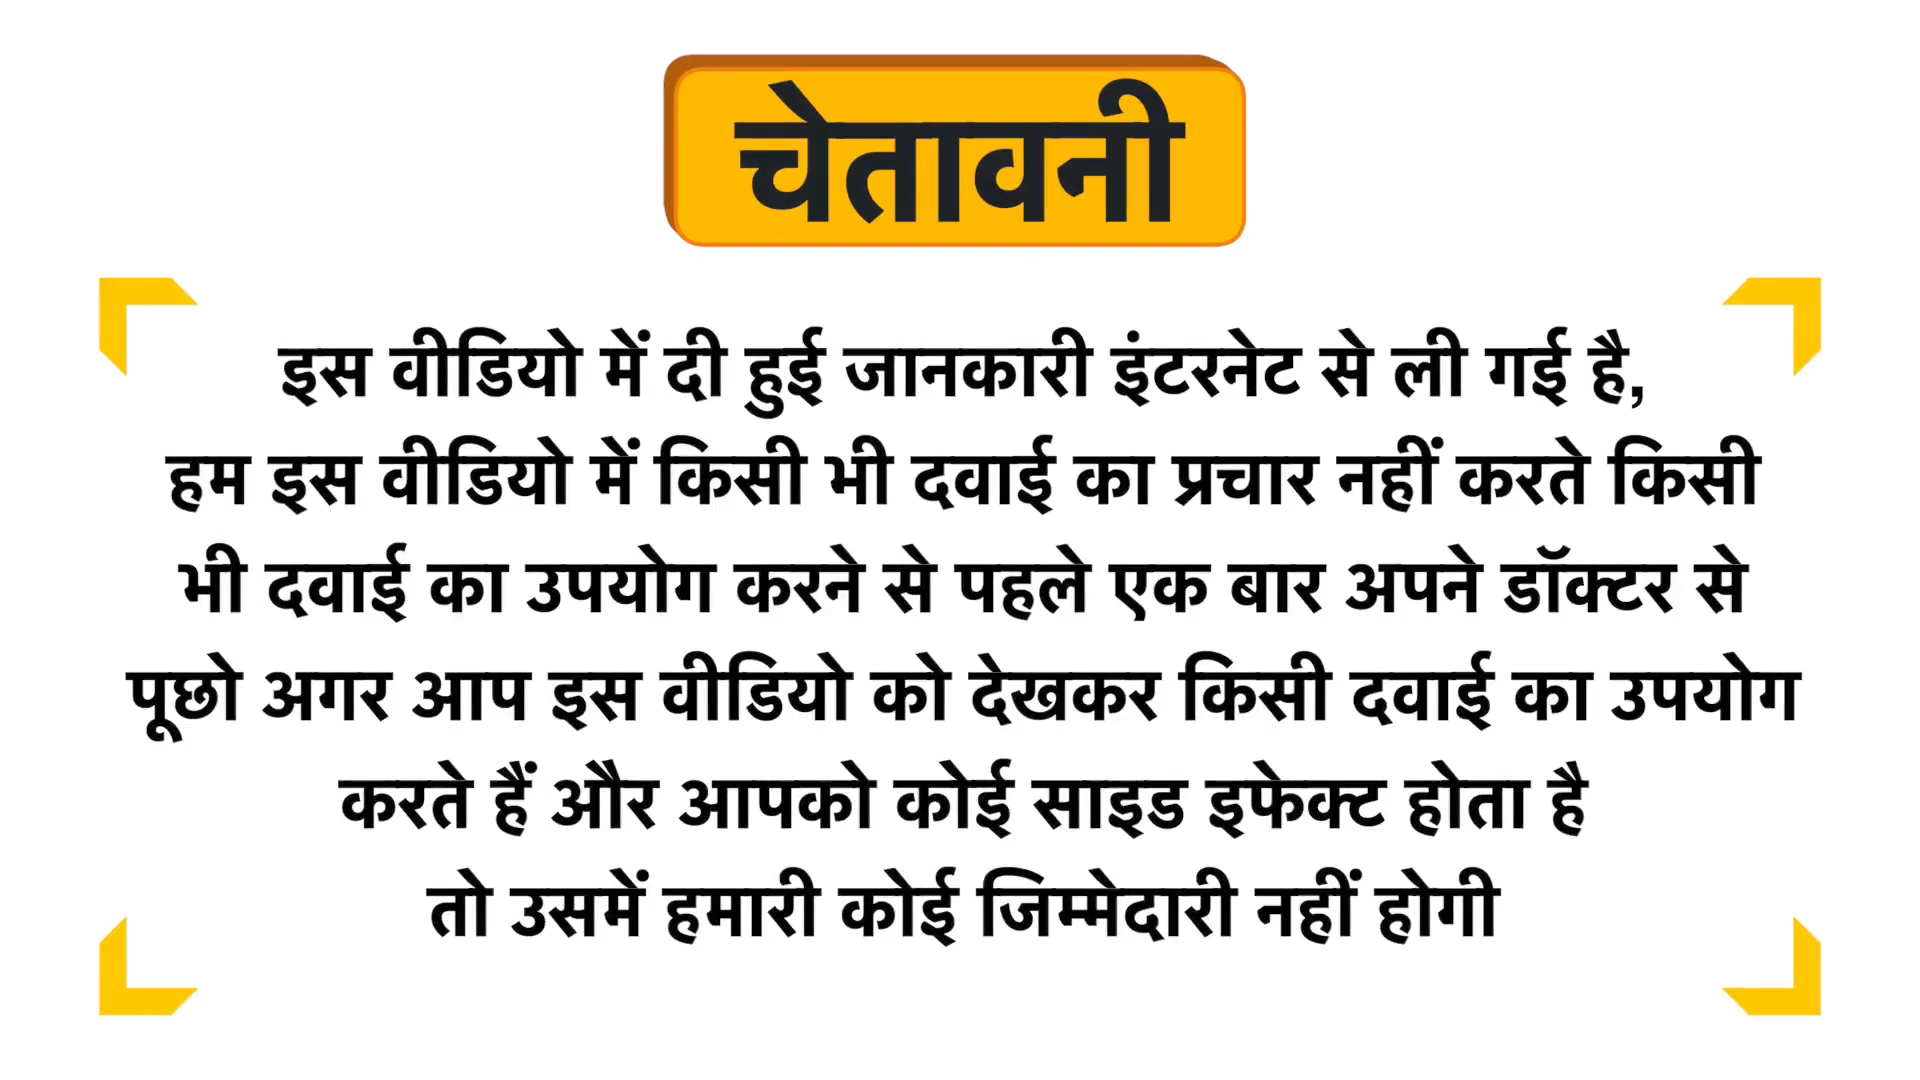 चेतावनी
इस वीडियो में दी हुई जानकारी इंटरनेट से ली गई है,
हम इस वीडियो में किसी भी दवाई का प्रचार नहीं करते किसी
भी दवाई का उपयोग करने से पहले एक बार अपने डॉक्टर से
पूछो अगर आप इस वीडियो को देखकर किसी दवाई का उपयोग
करते हैं और आपको कोई साइड इफेक्ट होता है
तो उसमें हमारी कोई जिम्मेदारी नहीं होगी